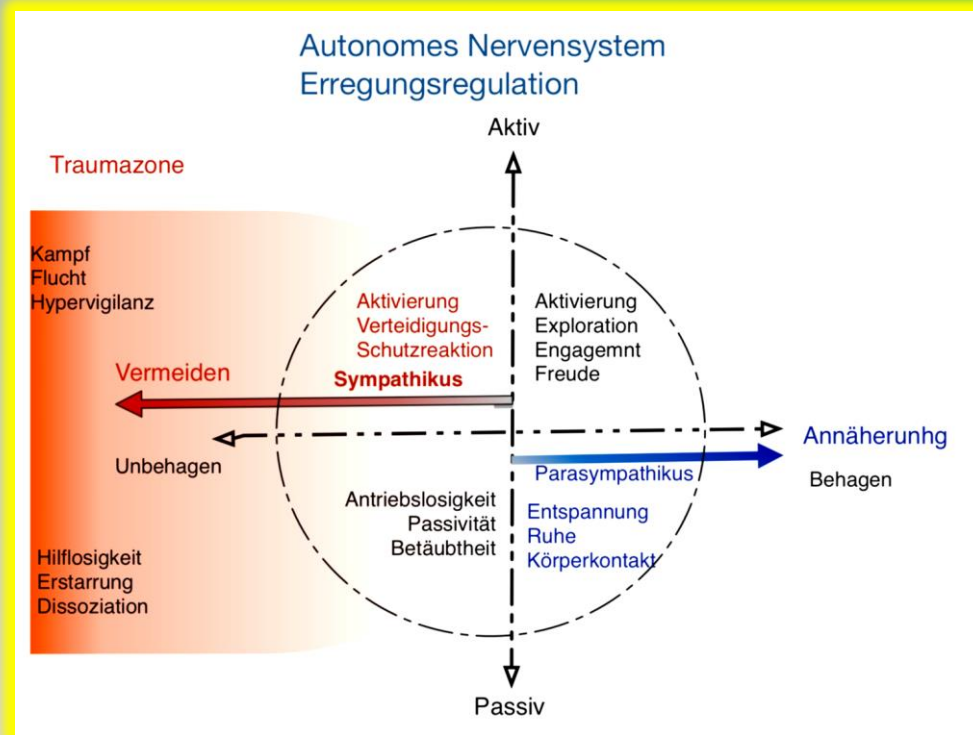 Autonomes Nervensystem
Erregungsregulation
Aktiv
Traumazone
Kampf
Flucht
Hypervigilanz
Aktivierung
Verteidigungs-
Schutzreaktion
Sympathikus
Aktivierung
Exploration
Engagemnt
Freude
Vermeiden
Annäherunhg
Unbehagen
Behagen
Parasympathikus
Antriebslosigkeit
Passivität
Betäubtheit
Entspannung
Ruhe
Körperkontakt
Hilflosigkeit
Erstarrung
Dissoziation
Passiv